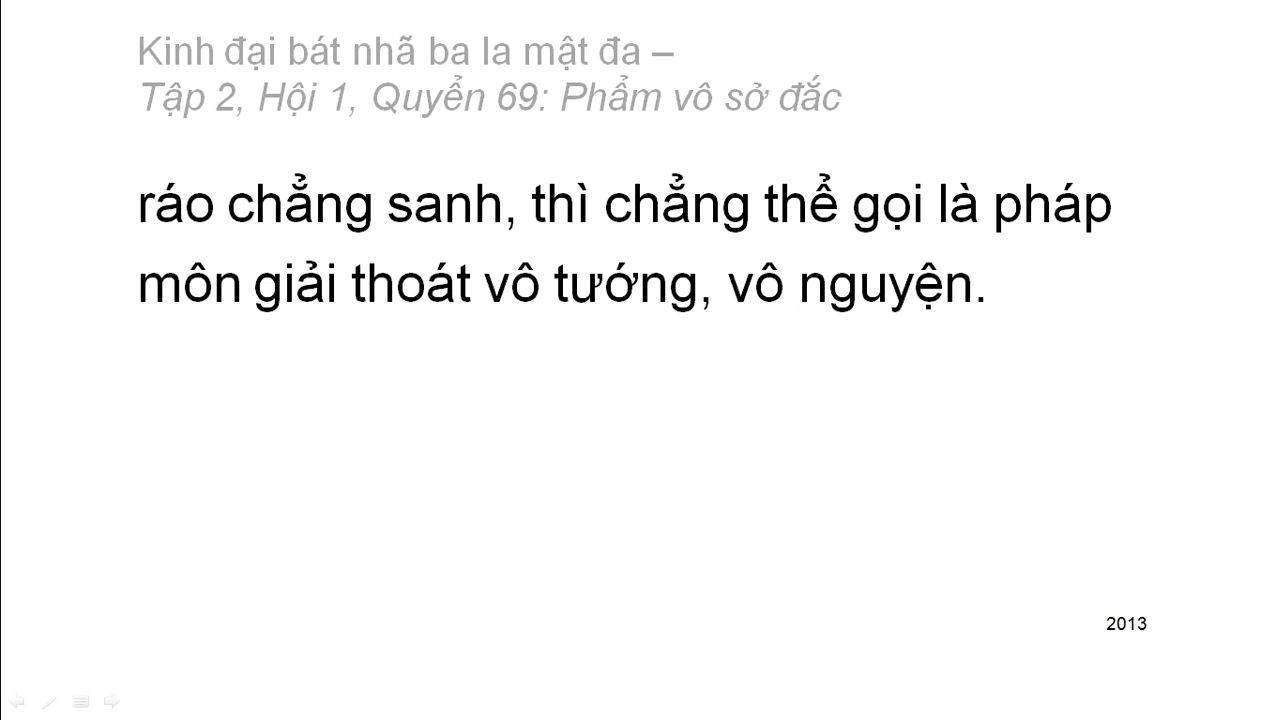 Kinh đại bát nhã ba la mật đa –
Tập 2, Hội 1, Quyển 69: Phẩm vô sở đắc
ráo chẳng sanh, thì chẳng thể gọi là pháp
môn giải thoát vô tướng, vô nguyện.
2013